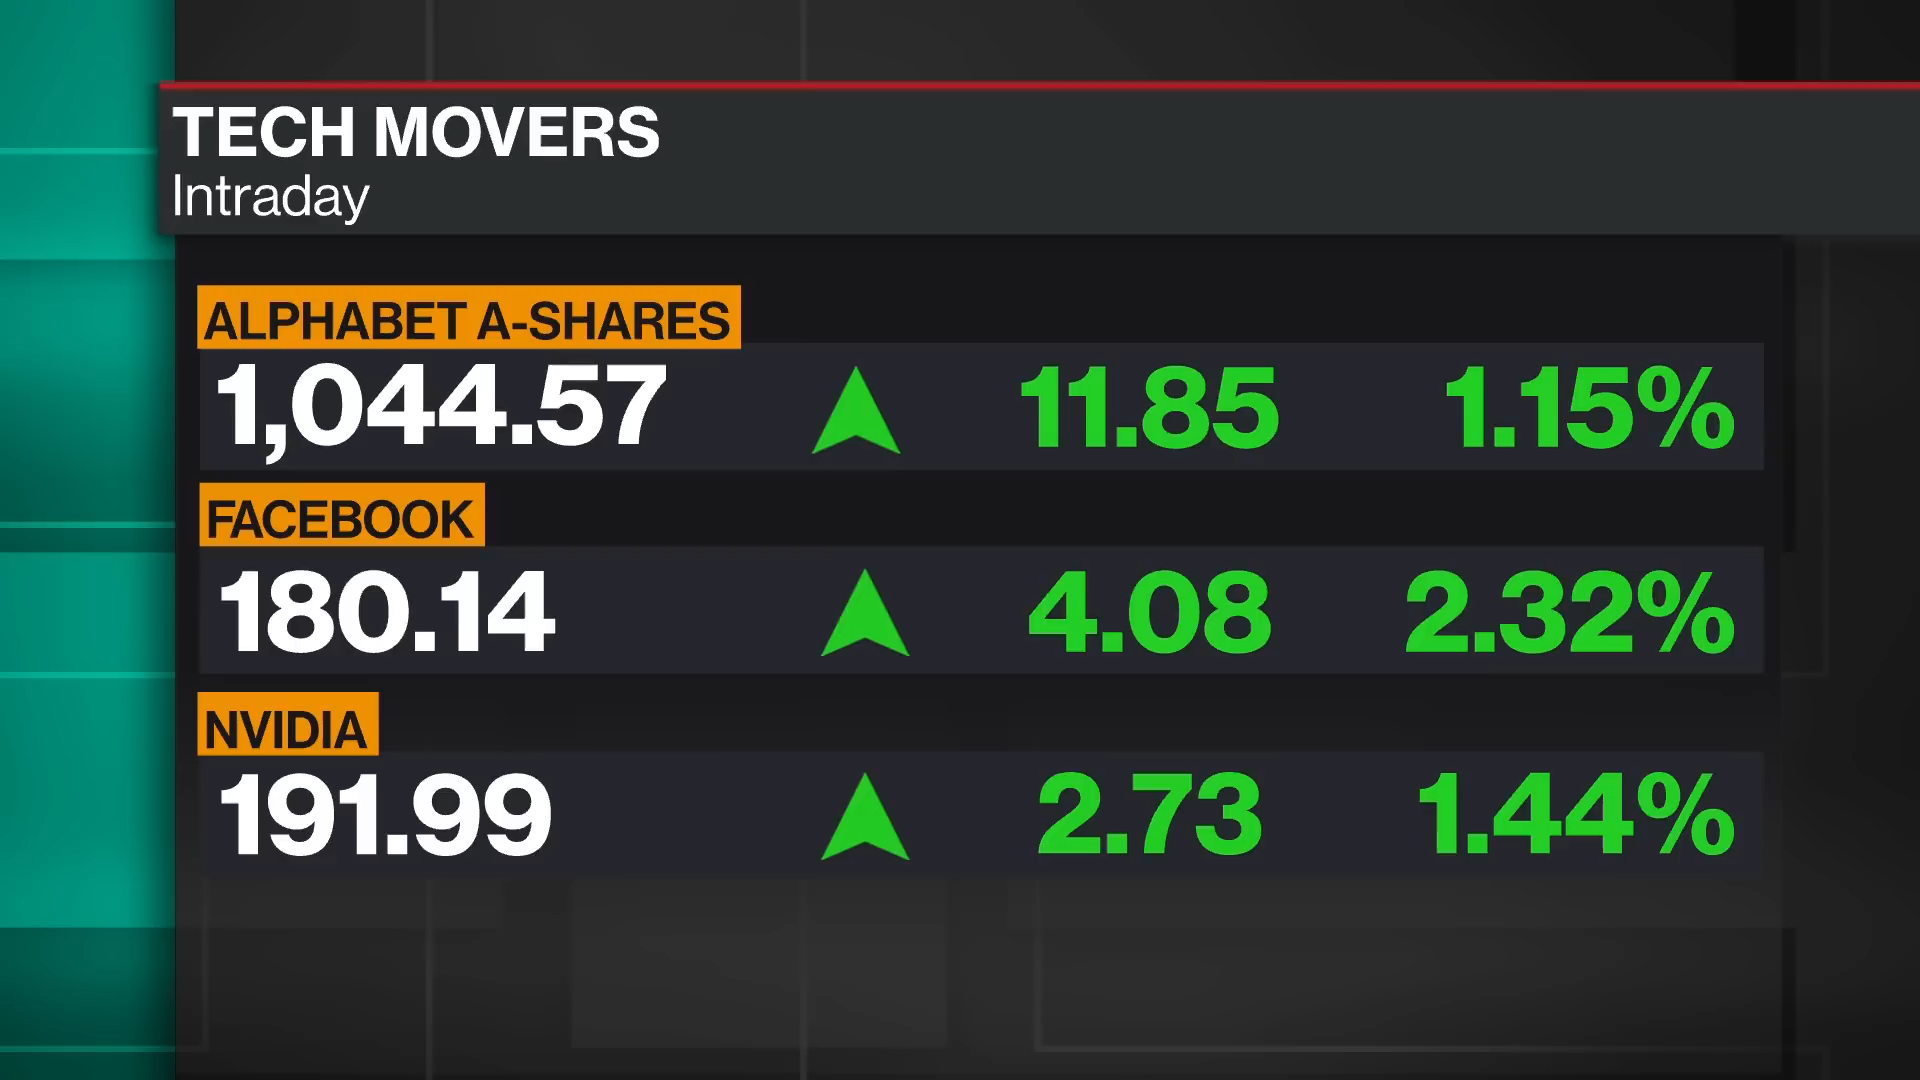 TECH MOVERS
Intraday
ALPHABET A-SHARES
1,044.57 11.85 1.15%
FACEBOOK
180.14 4.08 2.32%
NVIDIA
191.99 2.73 1.44%